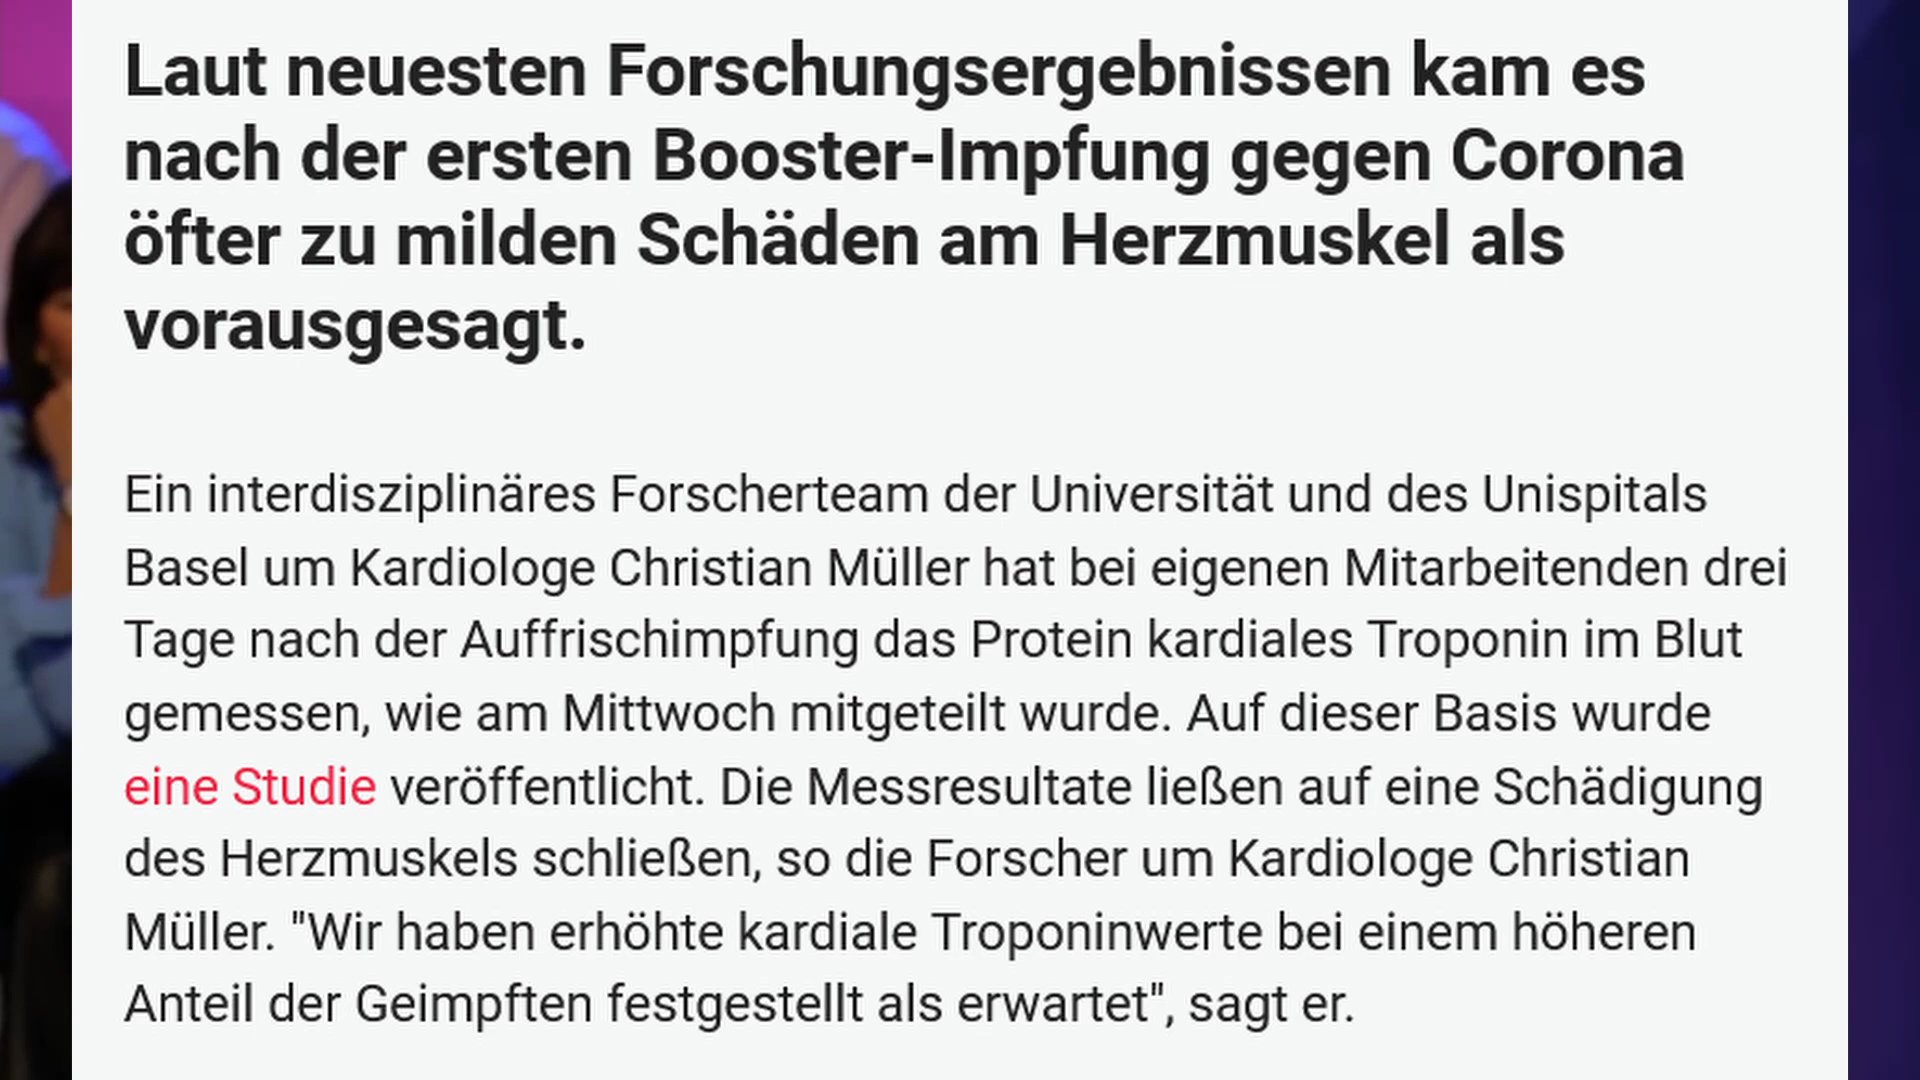 Laut neuesten Forschungsergebnissen kam es
nach der ersten Booster-Impfung gegen Corona
öfter zu milden Schäden am Herzmuskel als
vorausgesagt.
Ein interdisziplinäres Forscherteam der Universität und des Unispitals
Basel um Kardiologe Christian Müller hat bei eigenen Mitarbeitenden drei
Tage nach der Auffrischimpfung das Protein kardiales Troponin im Blut
gemessen, wie am Mittwoch mitgeteilt wurde. Auf dieser Basis wurde
eine Studie veröffentlicht. Die Messresultate ließen auf eine Schädigung
des Herzmuskels schließen, so die Forscher um Kardiologe Christian
Müller. "Wir haben erhöhte kardiale Troponinwerte bei einem höheren
Anteil der Geimpften festgestellt als erwartet", sagt er.